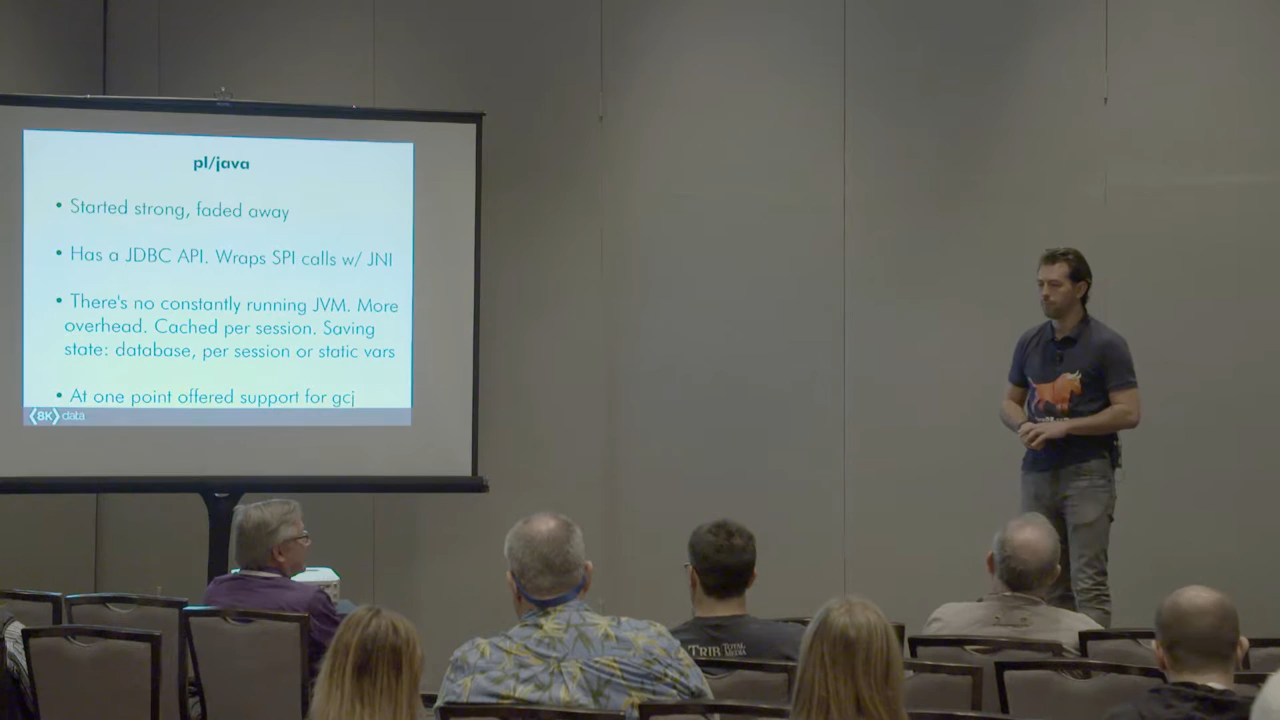 pl/java
• Started strong, faded away
• Has a JDBC API. Wraps SPI calls w/ JNI
• There's no constantly running JVM. More
overhead. Cached per session. Saving
state: database, per session or static vars
• At one point offered support for gcj
8K data
TRIB TOTAL
MEDIA